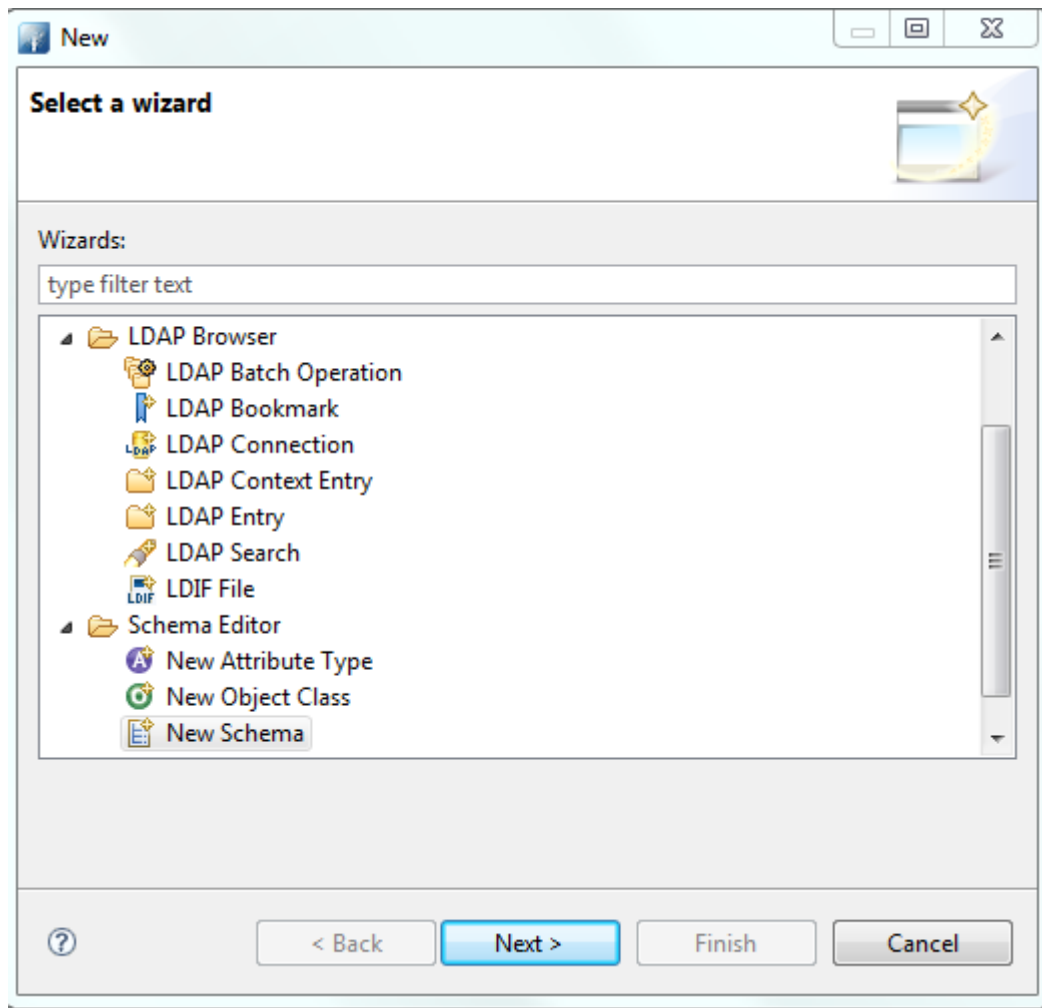 New
Select a wizard
Wizards:
type filter text
LDAP Browser
LDAP Batch Operation
LDAP Bookmark
LDAP Connection
LDAP Context Entry
LDAP Entry
LDAP Search
LDIF File
Schema Editor
New Attribute Type
New Object Class
New Schema
< Back Next > Finish Cancel